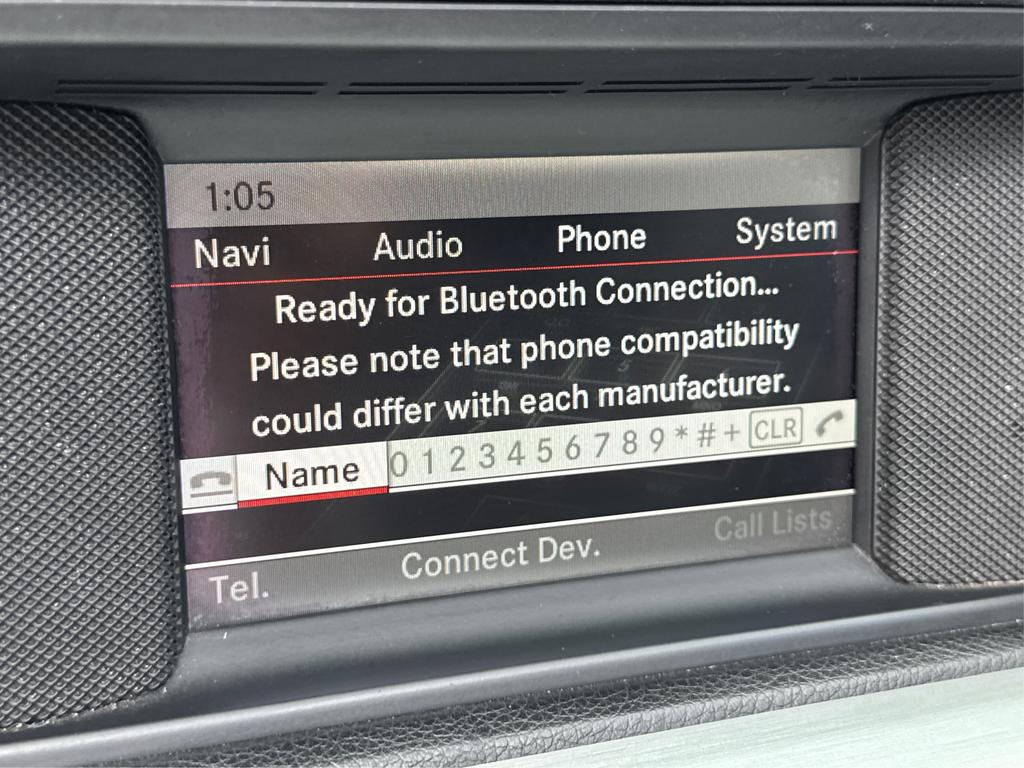 1:05
Navi Audio Phone System
Ready for Bluetooth Connection...
Please note that phone compatibility
could differ with each manufacturer.
Name 0 1 2 3 4 5 6 7 8 9 * # + CLR
Tel. Connect Dev. Call Lists